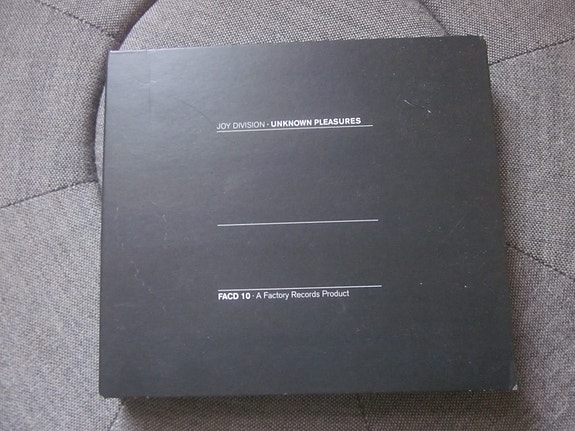 JOY DIVISION · UNKNOWN PLEASURES
FACD 10 · A Factory Records Product